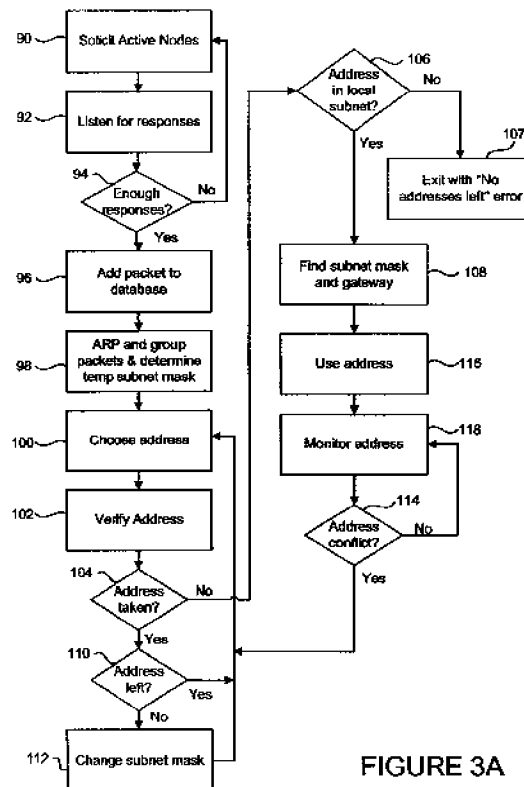 90
Solicit Active Nodes
92
Listen for responses
94
Enough
responses?
No
Yes
96
Add packet to
database
98
ARP and group
packets & determine
temp subnet mask
100
Choose address
102
Verify Address
104
Address
taken?
No
Yes
110
Address
left?
Yes
No
112
Change subnet mask
106
Address
in local
subnet?
No
Yes
107
Exit with "No
addresses left" error
Find subnet mask
and gateway
108
Use address
116
Monitor address
118
114
Address
conflict?
No
Yes
FIGURE 3A